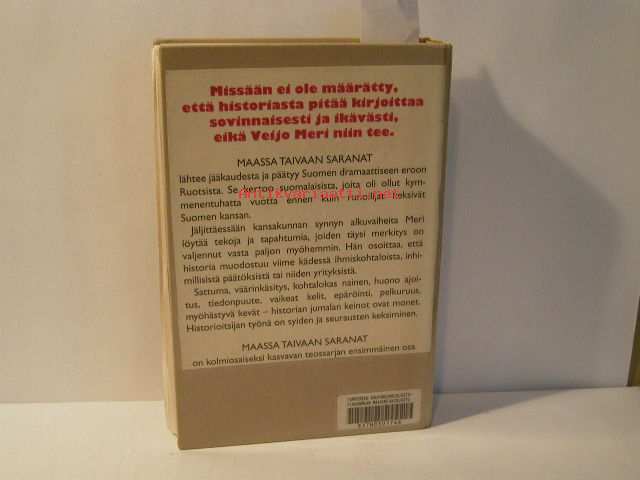 Missään ei ole määrätty,
että historiasta pitää kirjoittaa
sovinnaisesti ja ikävästi,
eikä Veijo Meri niin tee.
MAASSA TAIVAAN SARANAT
lähtee jääkaudesta ja päätyy Suomen dramaattiseen eroon
Ruotsista. Se kertoo suomalaisista, joita oli ollut kym-
menentuhatta vuotta ennen kuin runoilijat keksivät
Suomen kansan.
Jäljittäessään kansakunnan synnyn alkuvaiheita Meri
löytää tekoja ja tapahtumia, joiden täysi merkitys on
valjennut vasta paljon myöhemmin. Hän osoittaa, että
historia muodostuu viime kädessä ihmiskohtaloista, inhi-
millisistä päätöksistä tai niiden yrityksistä.
Sattuma, väärinkäsitys, kohtalokas nainen, huono ajoi-
tus, tiedonpuute, vaikeat kelit, epäröinti, pelkuruus,
myöhästyvä kevät – historian jumalan keinot ovat monet.
Historioitsijan työnä on syiden ja seurausten keksiminen.
MAASSA TAIVAAN SARANAT
on kolmiosaiseksi kasvavan teossarjan ensimmäinen osa.